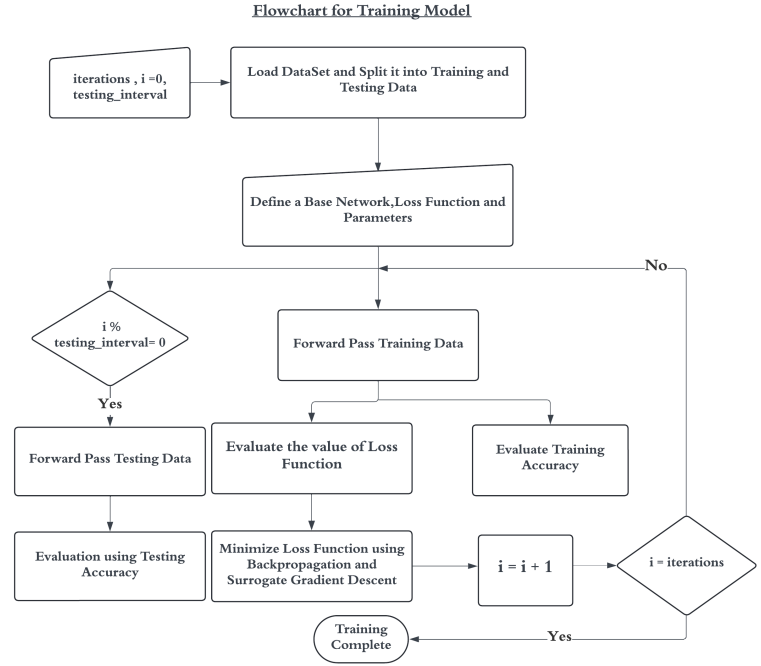 Flowchart for Training Model
iterations , i =0,
testing_interval
Load DataSet and Split it into Training and
Testing Data
Define a Base Network,Loss Function and
Parameters
No
i %
testing_interval= 0
Forward Pass Training Data
Yes
Forward Pass Testing Data
Evaluate the value of Loss
Function
Evaluate Training
Accuracy
Evaluation using Testing
Accuracy
Minimize Loss Function using
Backpropagation and
Surrogate Gradient Descent
i = i + 1
i = iterations
Training
Complete
Yes